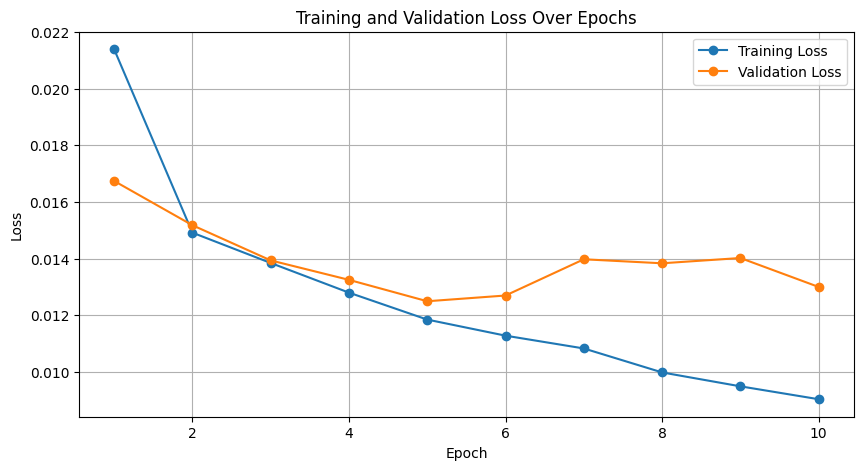 Training and Validation Loss Over Epochs
Training Loss
Validation Loss
0.022
0.020
0.018
0.016
0.014
0.012
0.010
Loss
2
4
6
8
10
Epoch